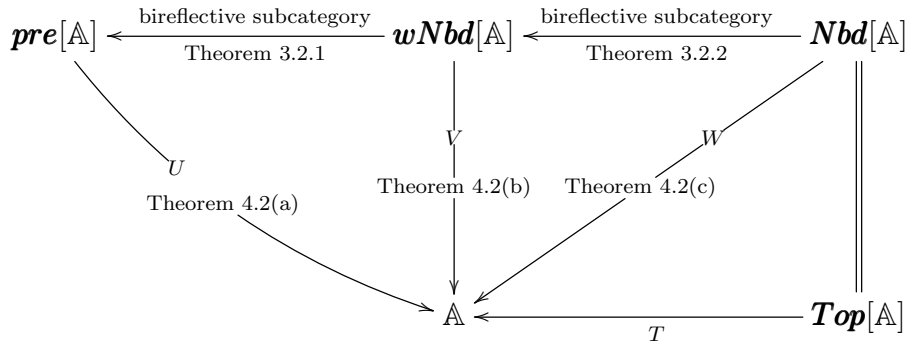 bireflective subcategory bireflective subcategory
pre[𝔸] wNbd[𝔸] Nbd[𝔸]
Theorem 3.2.1 Theorem 3.2.2
V W
U
Theorem 4.2(b) Theorem 4.2(c)
Theorem 4.2(a)
𝔸 Top[𝔸]
T